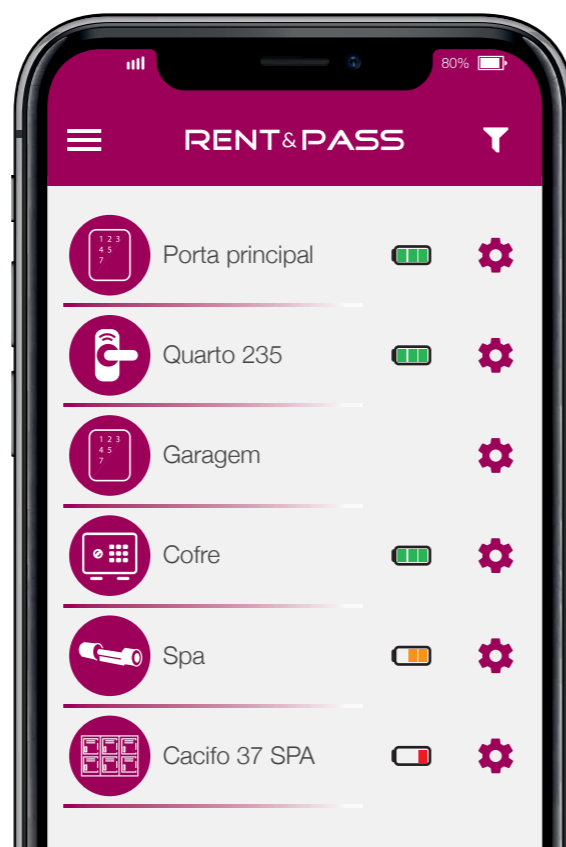 80%
RENT&PASS
1 2 3
4 5
7
Porta principal
Quarto 235
1 2 3
4 5
7
Garagem
Cofre
Spa
Cacifo 37 SPA